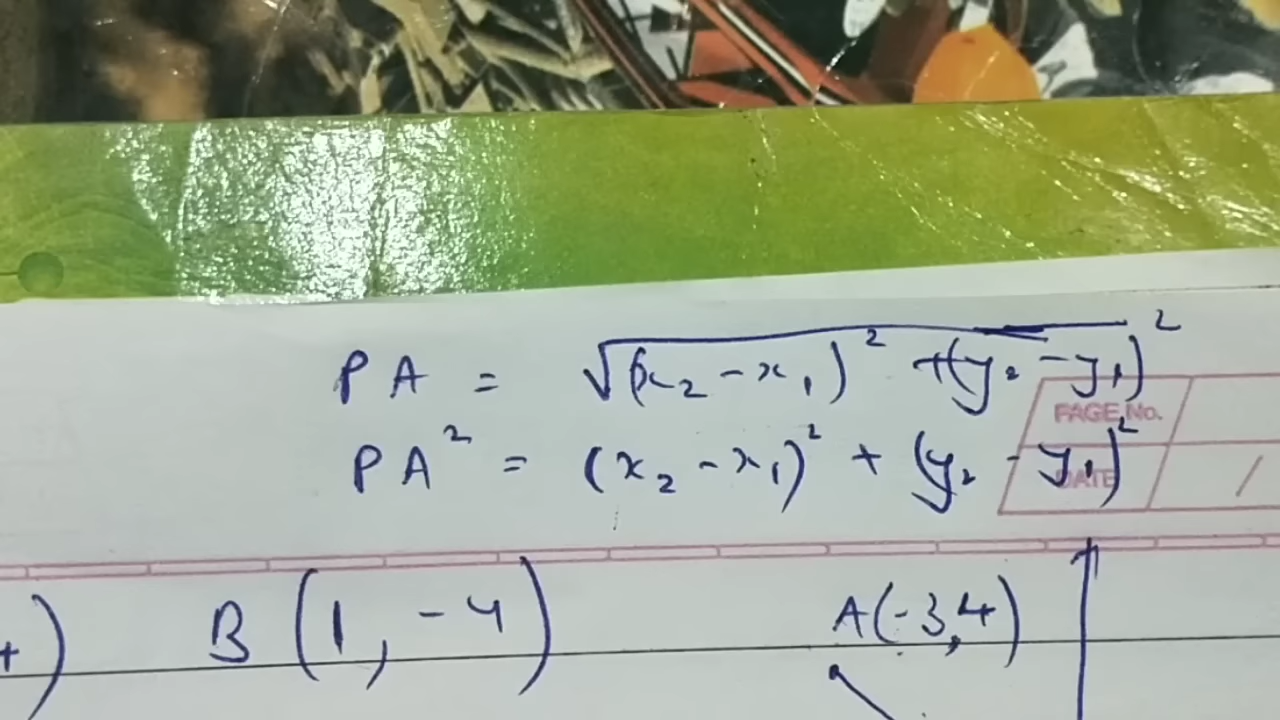 PA = √(x₂ - x₁)² + (y₂ - y₁)²
PA² = (x₂ - x₁)² + (y₂ - y₁)²
PAGE No.
DATE /
) B (1, -4) A(-3,4)